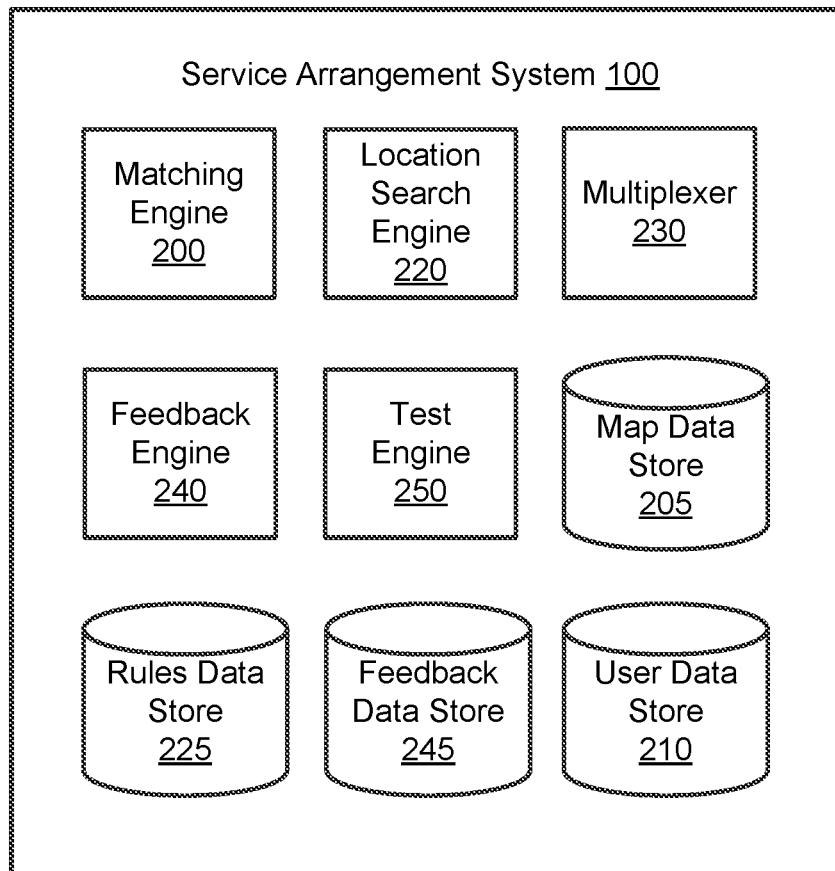 Service Arrangement System 100
Matching
Engine
200
Location
Search
Engine
220
Multiplexer
230
Feedback
Engine
240
Test
Engine
250
Map Data
Store
205
Rules Data
Store
225
Feedback
Data Store
245
User Data
Store
210